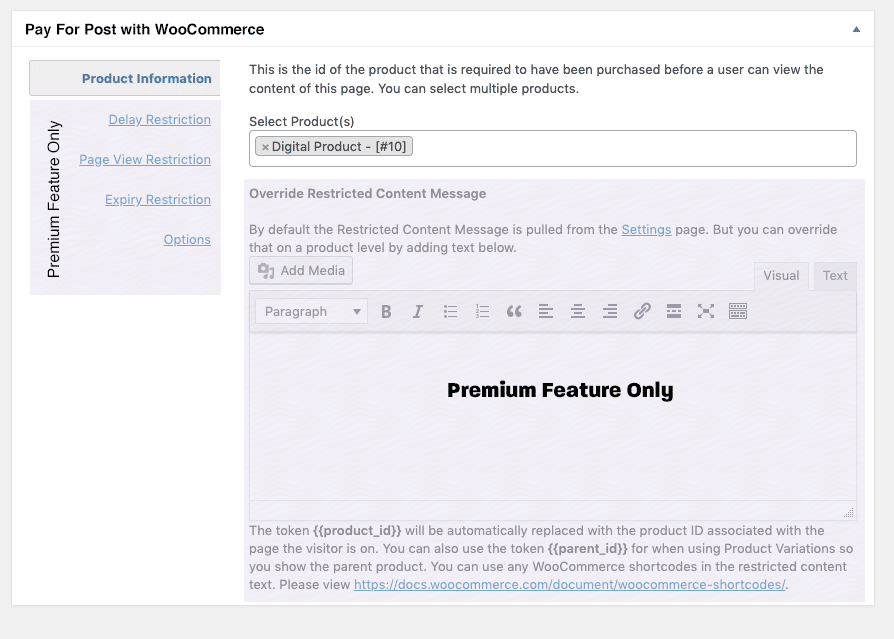 Pay For Post with WooCommerce
Product Information
Premium Feature Only
Delay Restriction
Page View Restriction
Expiry Restriction
Options
This is the id of the product that is required to have been purchased before a user can view the
content of this page. You can select multiple products.
Select Product(s)
× Digital Product - [#10]
Override Restricted Content Message
By default the Restricted Content Message is pulled from the Settings page. But you can override
that on a product level by adding text below.
Add Media
Visual Text
Paragraph
Premium Feature Only
The token {{product_id}} will be automatically replaced with the product ID associated with the
page the visitor is on. You can also use the token {{parent_id}} for when using Product Variations so
you show the parent product. You can use any WooCommerce shortcodes in the restricted content
text. Please view https://docs.woocommerce.com/document/woocommerce-shortcodes/.